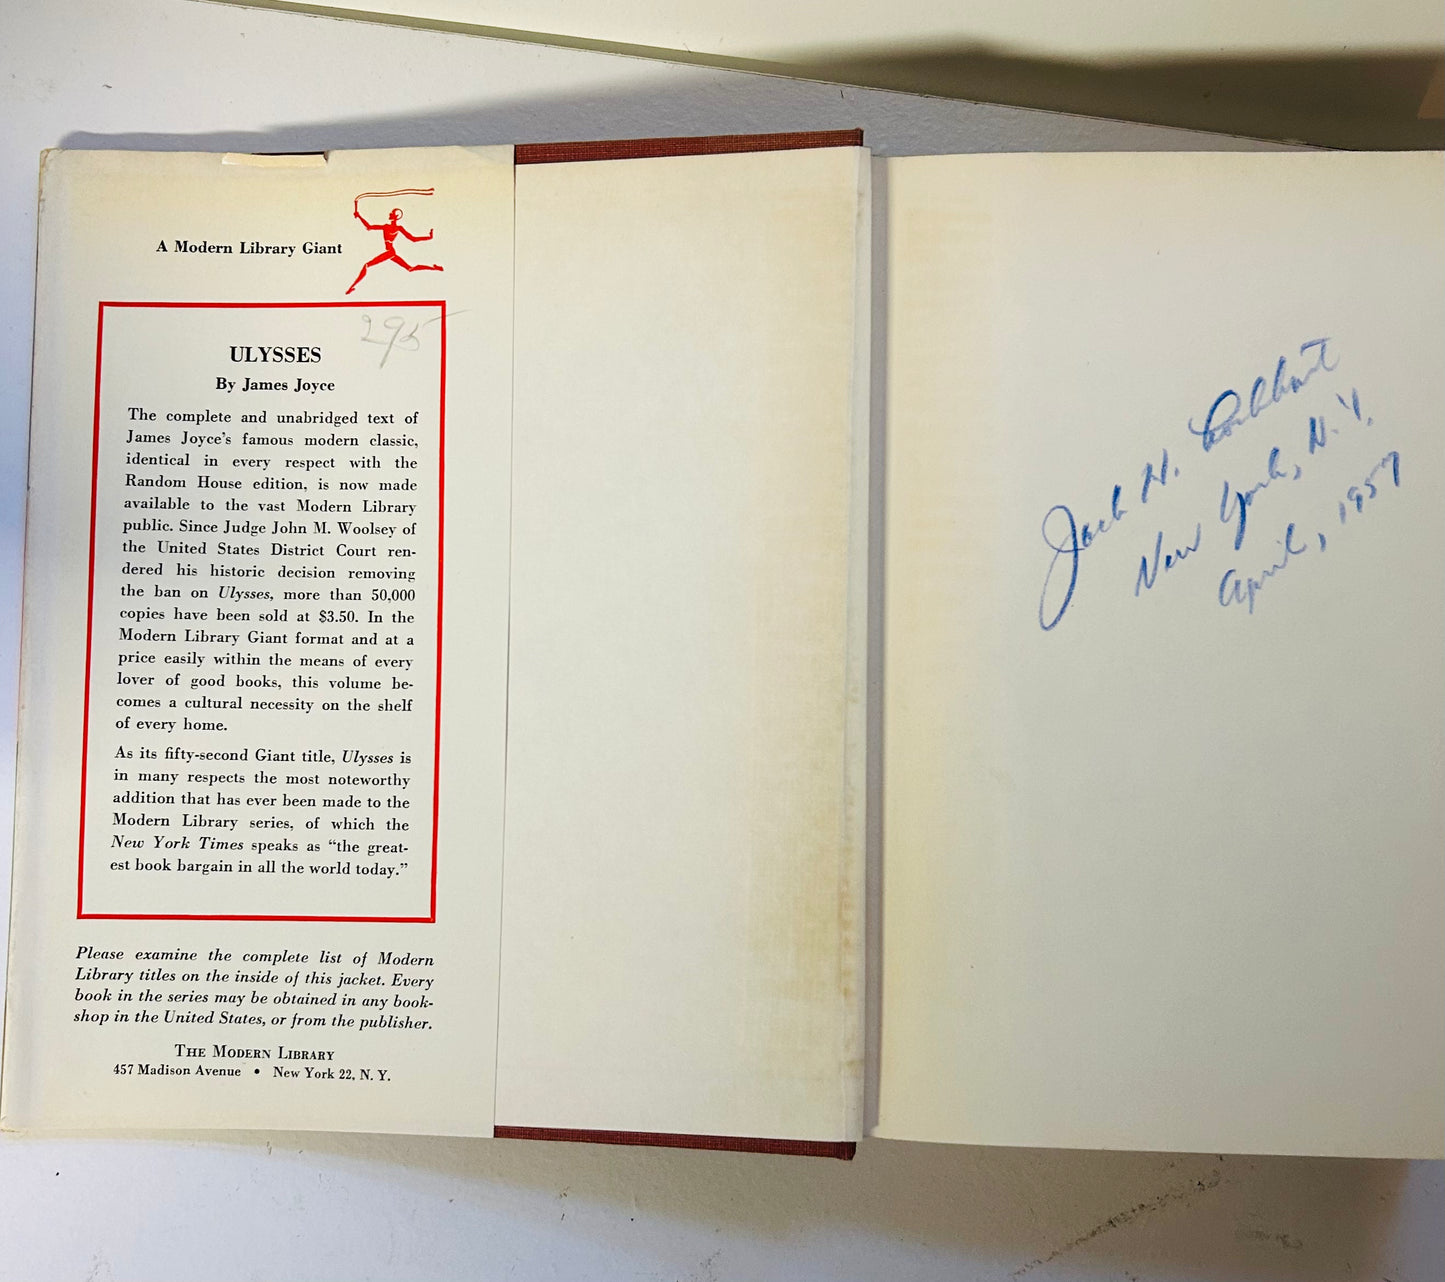 A Modern Library Giant
295
ULYSSES
By James Joyce
The complete and unabridged text of
James Joyce's famous modern classic,
identical in every respect with the
Random House edition, is now made
available to the vast Modern Library
public. Since Judge John M. Woolsey of
the United States District Court ren-
dered his historic decision removing
the ban on Ulysses, more than 50,000
copies have been sold at $3.50. In the
Modern Library Giant format and at a
price easily within the means of every
lover of good books, this volume be-
comes a cultural necessity on the shelf
of every home.
As its fifty-second Giant title, Ulysses is
in many respects the most noteworthy
addition that has ever been made to the
Modern Library series, of which the
New York Times speaks as “the great-
est book bargain in all the world today.”
Please examine the complete list of Modern
Library titles on the inside of this jacket. Every
book in the series may be obtained in any book-
shop in the United States, or from the publisher.
THE MODERN LIBRARY
457 Madison Avenue • New York 22, N. Y.
Jack H. Lockhart
New York, N.Y.
April, 1957